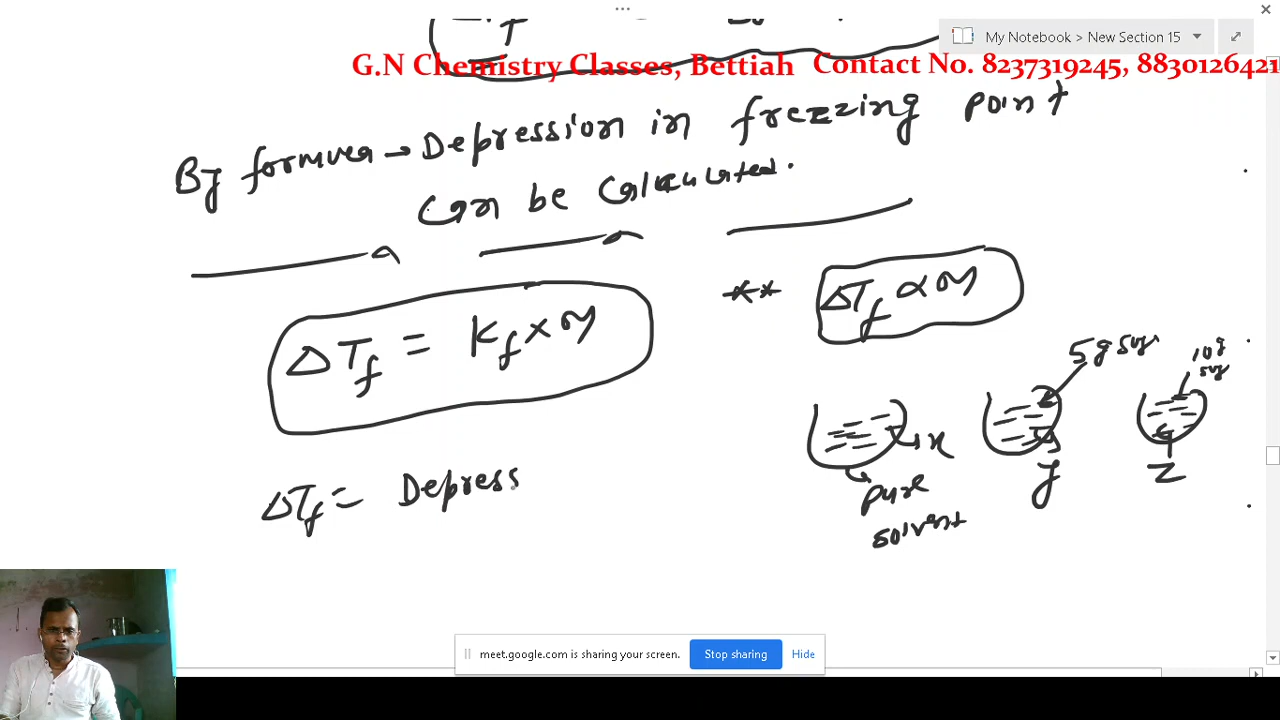 My Notebook > New Section 15
G.N Chemistry Classes, Bettiah Contact No. 8237319245, 8830126421
By formula → Depression in freezing point
can be calculated.
ΔTf = Kf × m
** ΔTf ∝ m
5g sug
10g
sug
x
y
z
pure
solvent
ΔTf = Depress
meet.google.com is sharing your screen. Stop sharing Hide